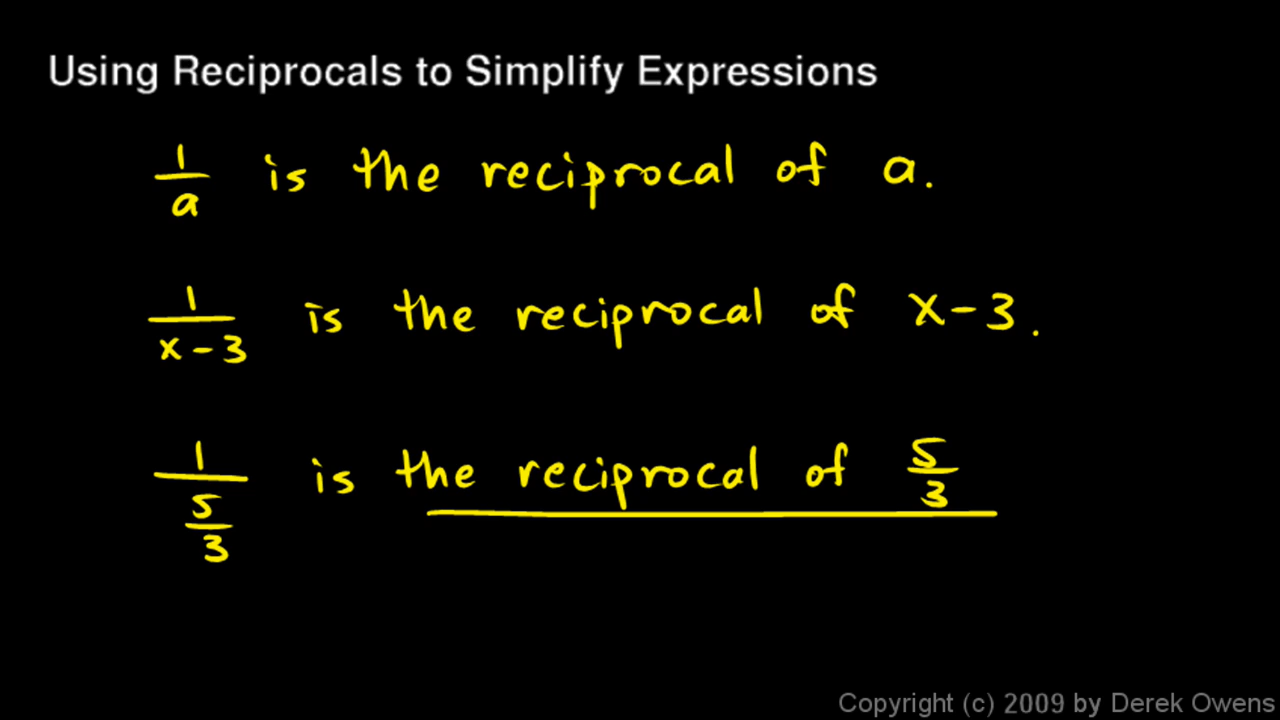 Using Reciprocals to Simplify Expressions
1/a is the reciprocal of a.
1/(x-3) is the reciprocal of x-3.
1/(5/3) is the reciprocal of 5/3
Copyright (c) 2009 by Derek Owens